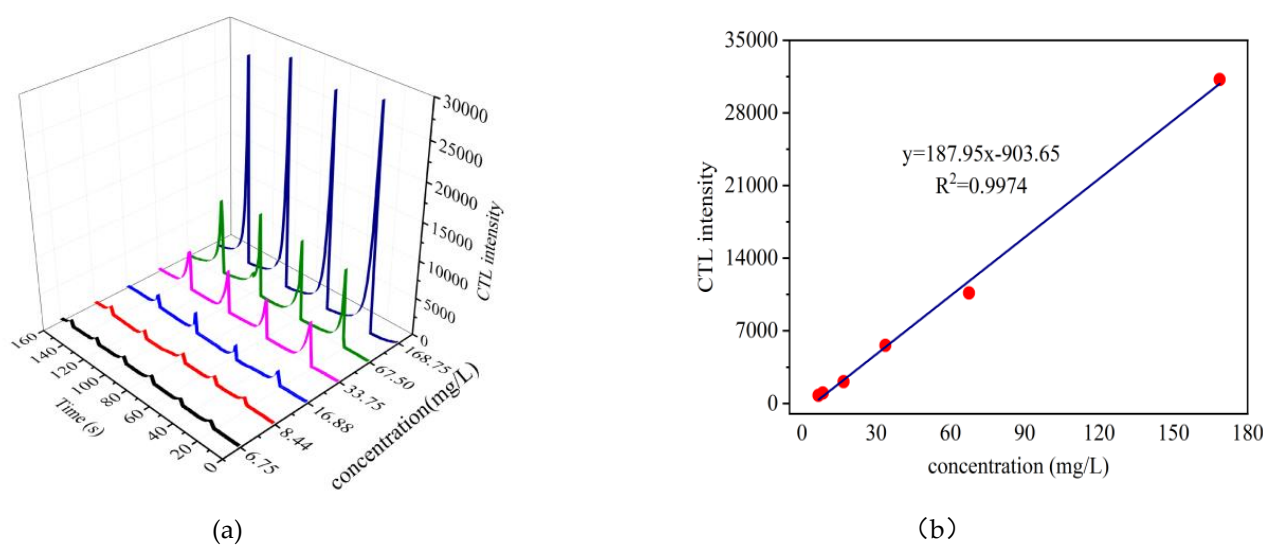 30000
25000
20000
15000
10000
5000
0
CTL intensity
160
140
120
100
80
60
40
20
0
Time (s)
168.75
67.50
33.75
16.88
8.44
6.75
concentration(mg/L)
(a)
35000
28000
21000
14000
7000
0
CTL intensity
y=187.95x-903.65
R²=0.9974
0 30 60 90 120 150 180
concentration (mg/L)
(b)